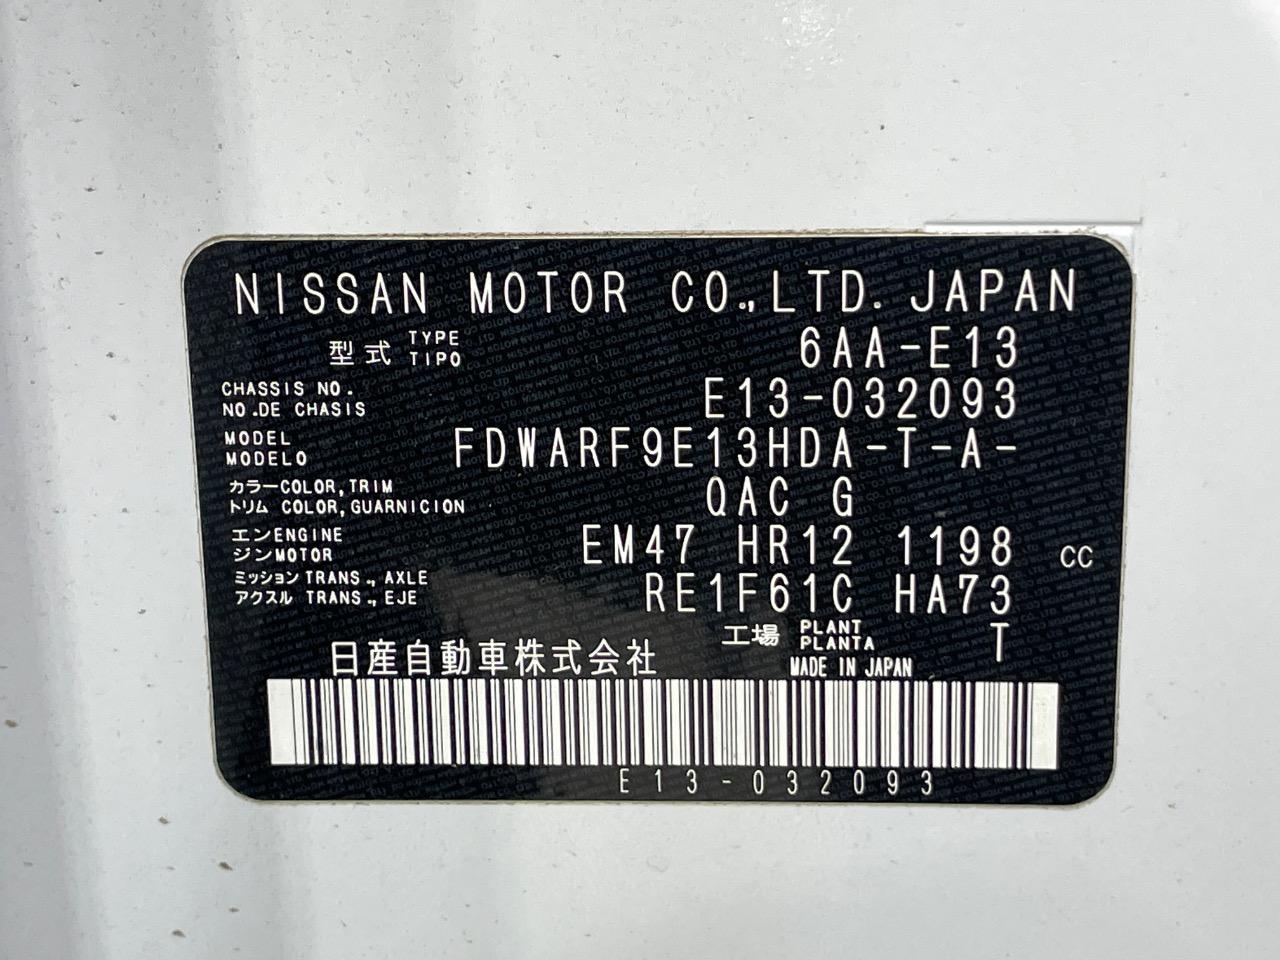 NISSAN MOTOR CO.,LTD. JAPAN
型式 TYPE TIPO 6AA-E13
CHASSIS NO.
NO.DE CHASIS E13-032093
MODEL
MODELO FDWARF9E13HDA-T-A-
カラーCOLOR,TRIM
トリム COLOR,GUARNICION QAC G
エンENGINE
ジンMOTOR EM47 HR12 1198 CC
ミッション TRANS., AXLE
アクスル TRANS., EJE RE1F61C HA73
工場 PLANT PLANTA T
日産自動車株式会社 MADE IN JAPAN
E13-032093